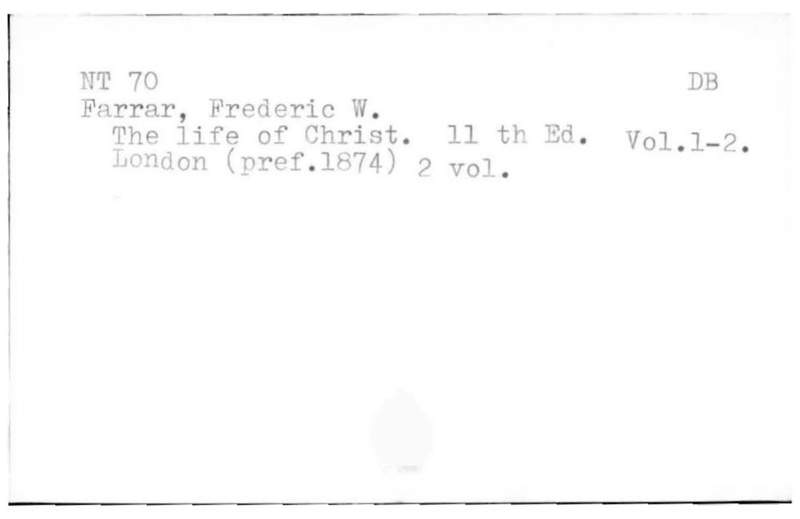 NT 70 DB
Farrar, Frederic W.
The life of Christ. 11 th Ed. Vol.1-2.
London (pref.1874) 2 vol.